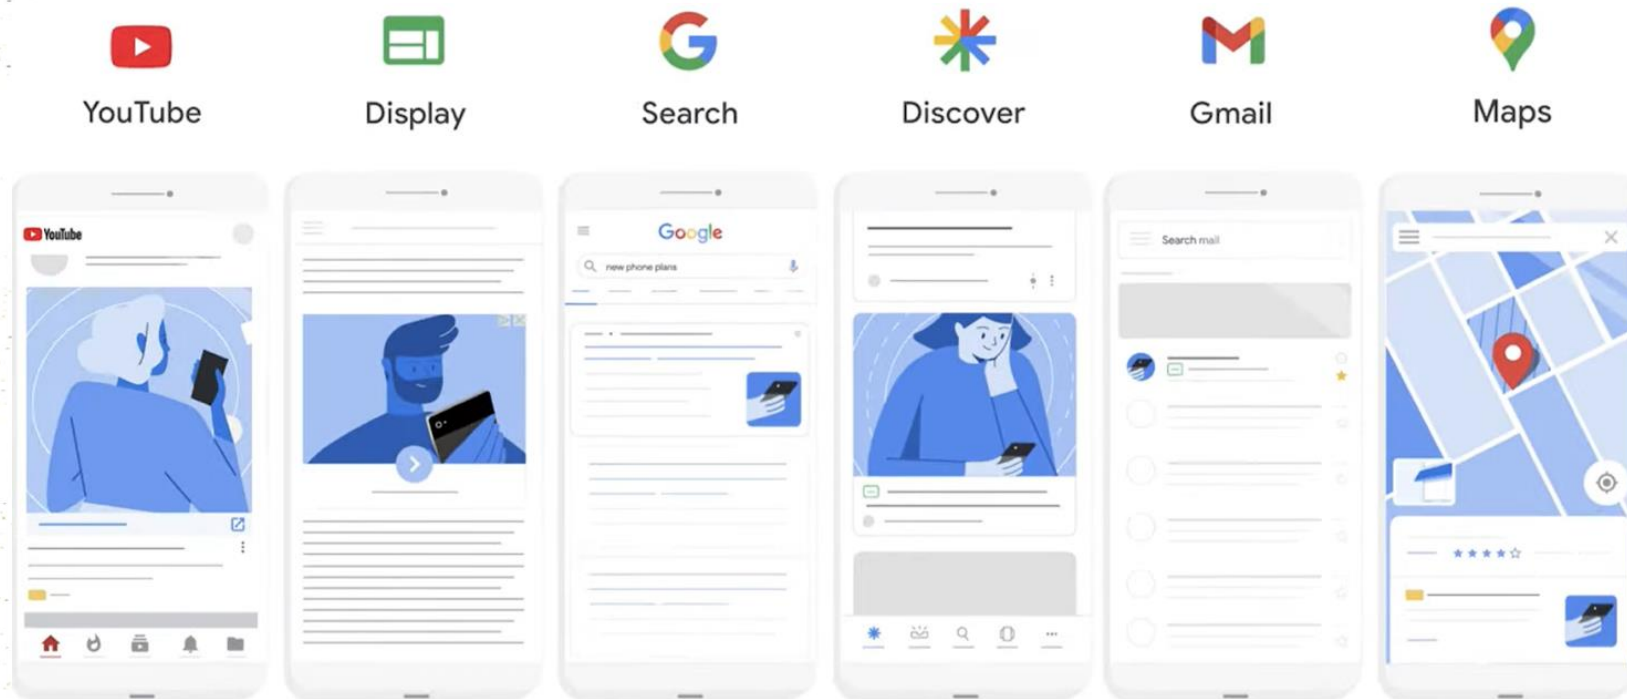 YouTube
Display
Search
Discover
Gmail
Maps
YouTube
Google
new phone plans
Search mail